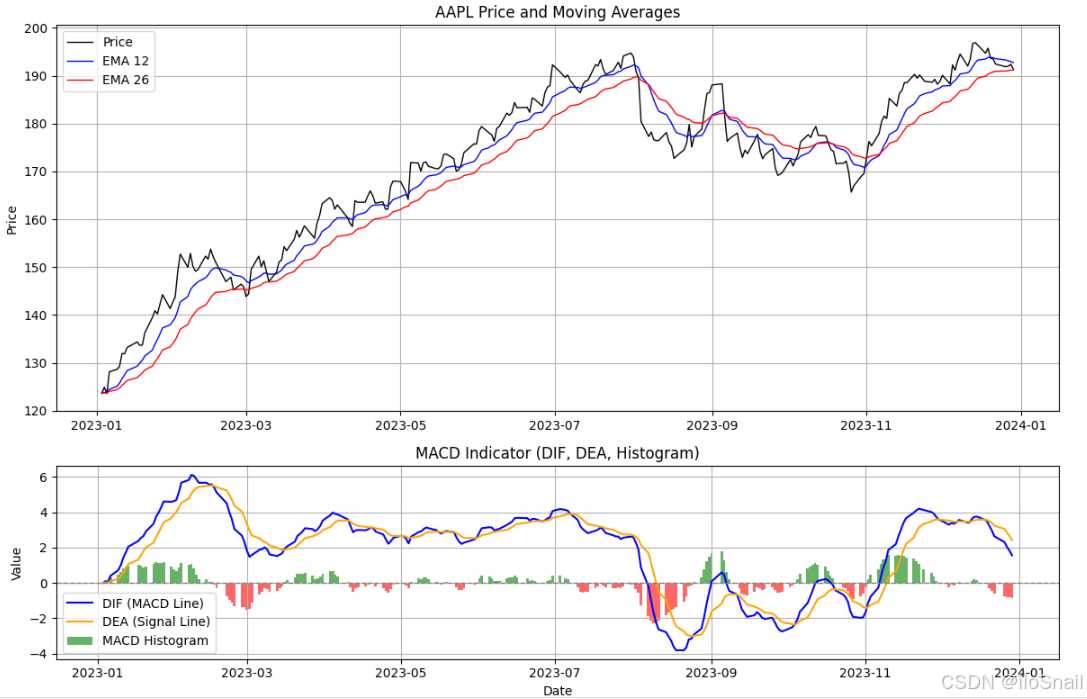 AAPL Price and Moving Averages
Price
EMA 12
EMA 26
200
190
180
170
160
150
140
130
120
Price
2023-01 2023-03 2023-05 2023-07 2023-09 2023-11 2024-01
MACD Indicator (DIF, DEA, Histogram)
6
4
2
0
−2
−4
Value
DIF (MACD Line)
DEA (Signal Line)
MACD Histogram
2023-01 2023-03 2023-05 2023-07 2023-09 2023-11 2024-01
Date
CSDN @iloSnail